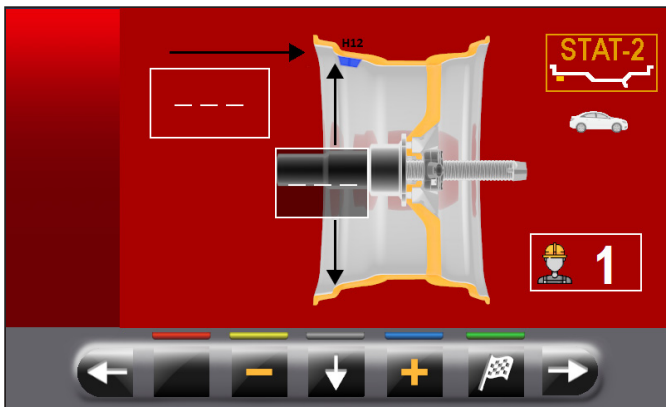 H12
STAT-2
_ _ _
_ _ _
1